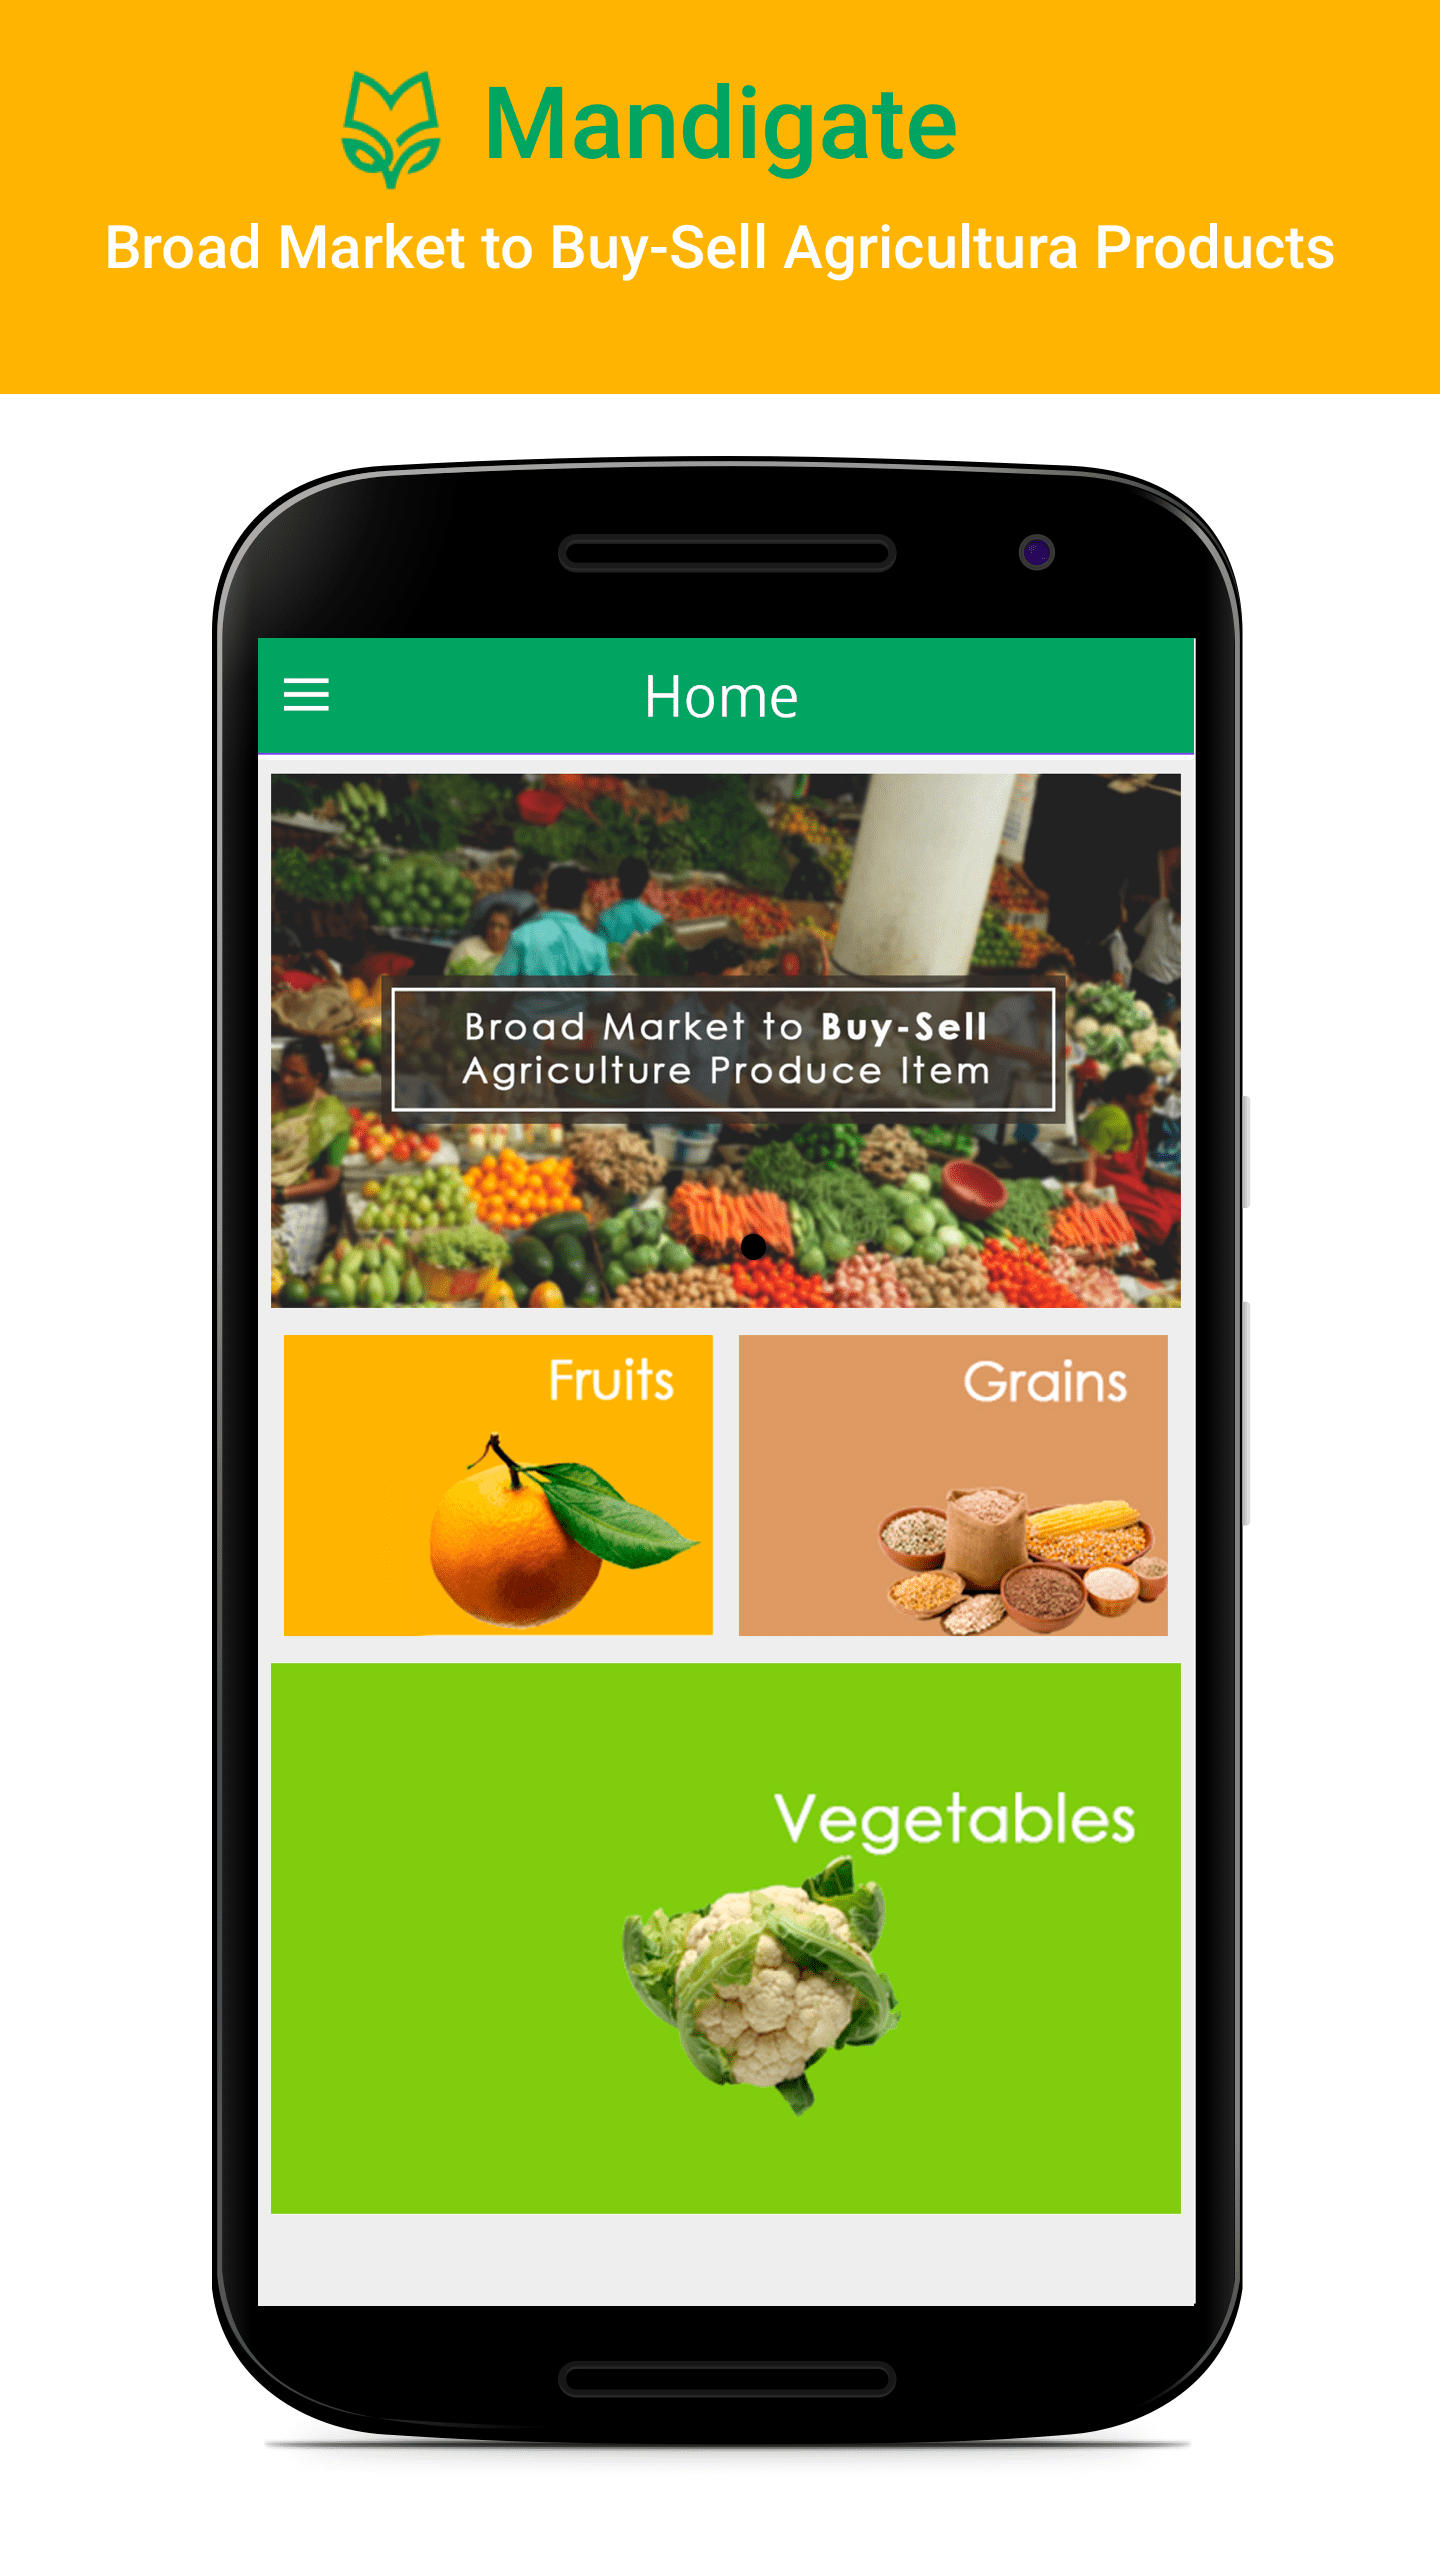 Mandigate
Broad Market to Buy-Sell Agricultura Products
Home
Broad Market to Buy-Sell
Agriculture Produce Item
Fruits
Grains
Vegetables